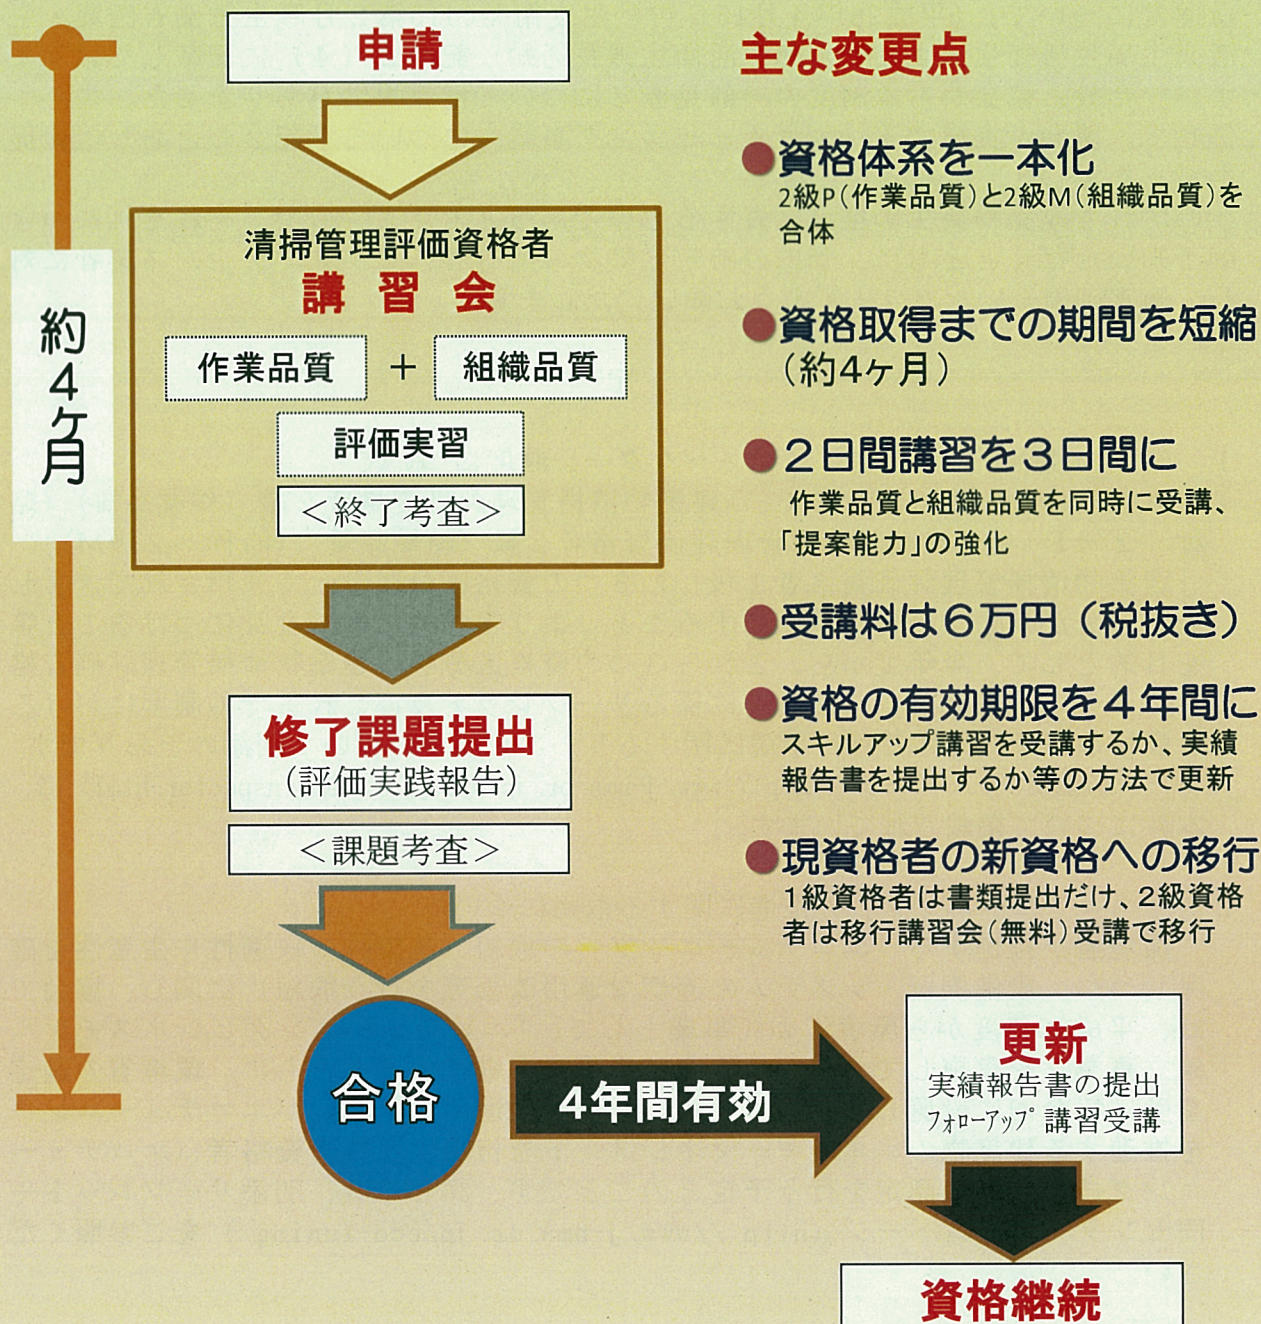 申請
約4ヶ月
清掃管理評価資格者
講習会
作業品質 + 組織品質
評価実習
＜終了考査＞
修了課題提出
（評価実践報告）
＜課題考査＞
合格
4年間有効
更新
実績報告書の提出
フォローアップ講習受講
資格継続
主な変更点
●資格体系を一本化
2級P（作業品質）と2級M（組織品質）を
合体
●資格取得までの期間を短縮
（約4ヶ月）
●２日間講習を３日間に
作業品質と組織品質を同時に受講、
「提案能力」の強化
●受講料は６万円（税抜き）
●資格の有効期限を４年間に
スキルアップ講習を受講するか、実績
報告書を提出するか等の方法で更新
●現資格者の新資格への移行
1級資格者は書類提出だけ、2級資格
者は移行講習会（無料）受講で移行